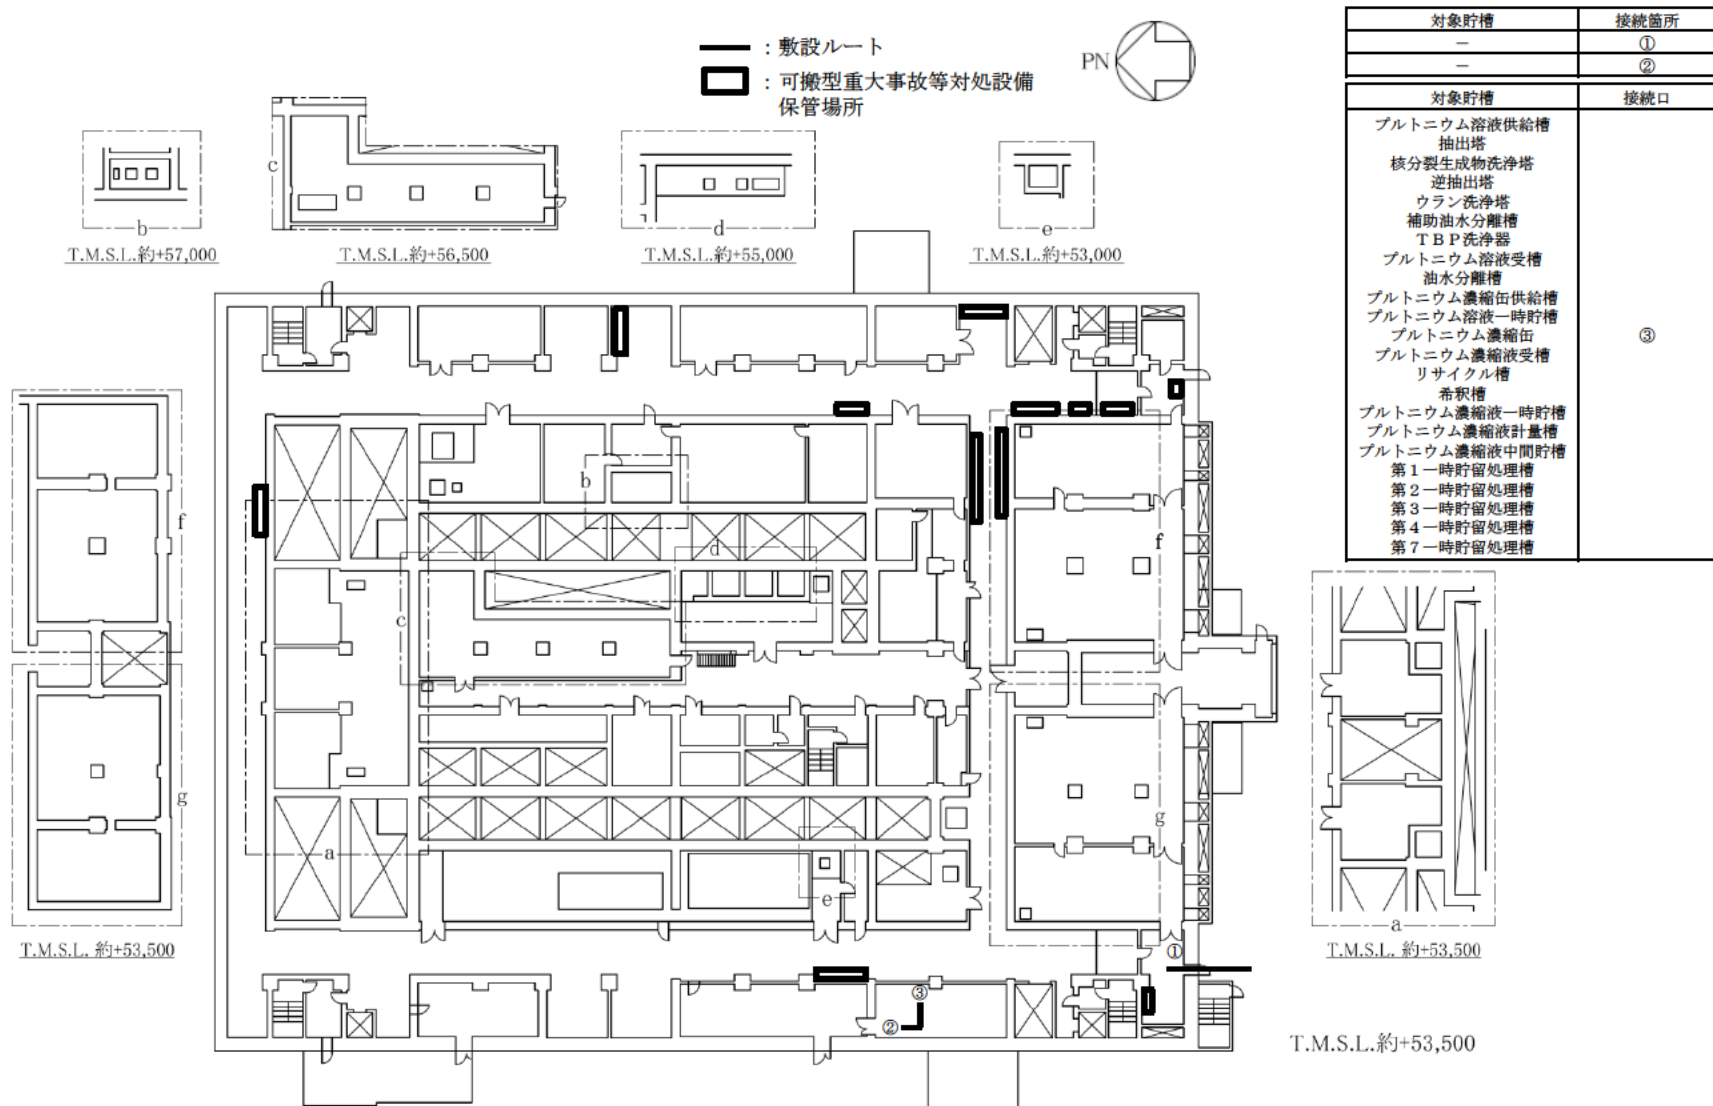 ：敷設ルート
：可搬型重大事故等対処設備
保管場所
PN
対象貯槽 接続箇所
－ ①
－ ②
対象貯槽 接続口
プルトニウム溶液供給槽
抽出塔
核分裂生成物洗浄塔
逆抽出塔
ウラン洗浄塔
補助油水分離槽
ＴＢＰ洗浄器
プルトニウム溶液受槽
油水分離槽
プルトニウム濃縮缶供給槽
プルトニウム溶液一時貯槽
プルトニウム濃縮缶 ③
プルトニウム濃縮液受槽
リサイクル槽
希釈槽
プルトニウム濃縮液一時貯槽
プルトニウム濃縮液計量槽
プルトニウム濃縮液中間貯槽
第１一時貯留処理槽
第２一時貯留処理槽
第３一時貯留処理槽
第４一時貯留処理槽
第７一時貯留処理槽
b
T.M.S.L.約+57,000
c
T.M.S.L.約+56,500
d
T.M.S.L.約+55,000
e
T.M.S.L.約+53,000
f
g
T.M.S.L. 約+53,500
b
d
c
f
a
e
g
①
③
②
a
T.M.S.L. 約+53,500
T.M.S.L.約+53,500